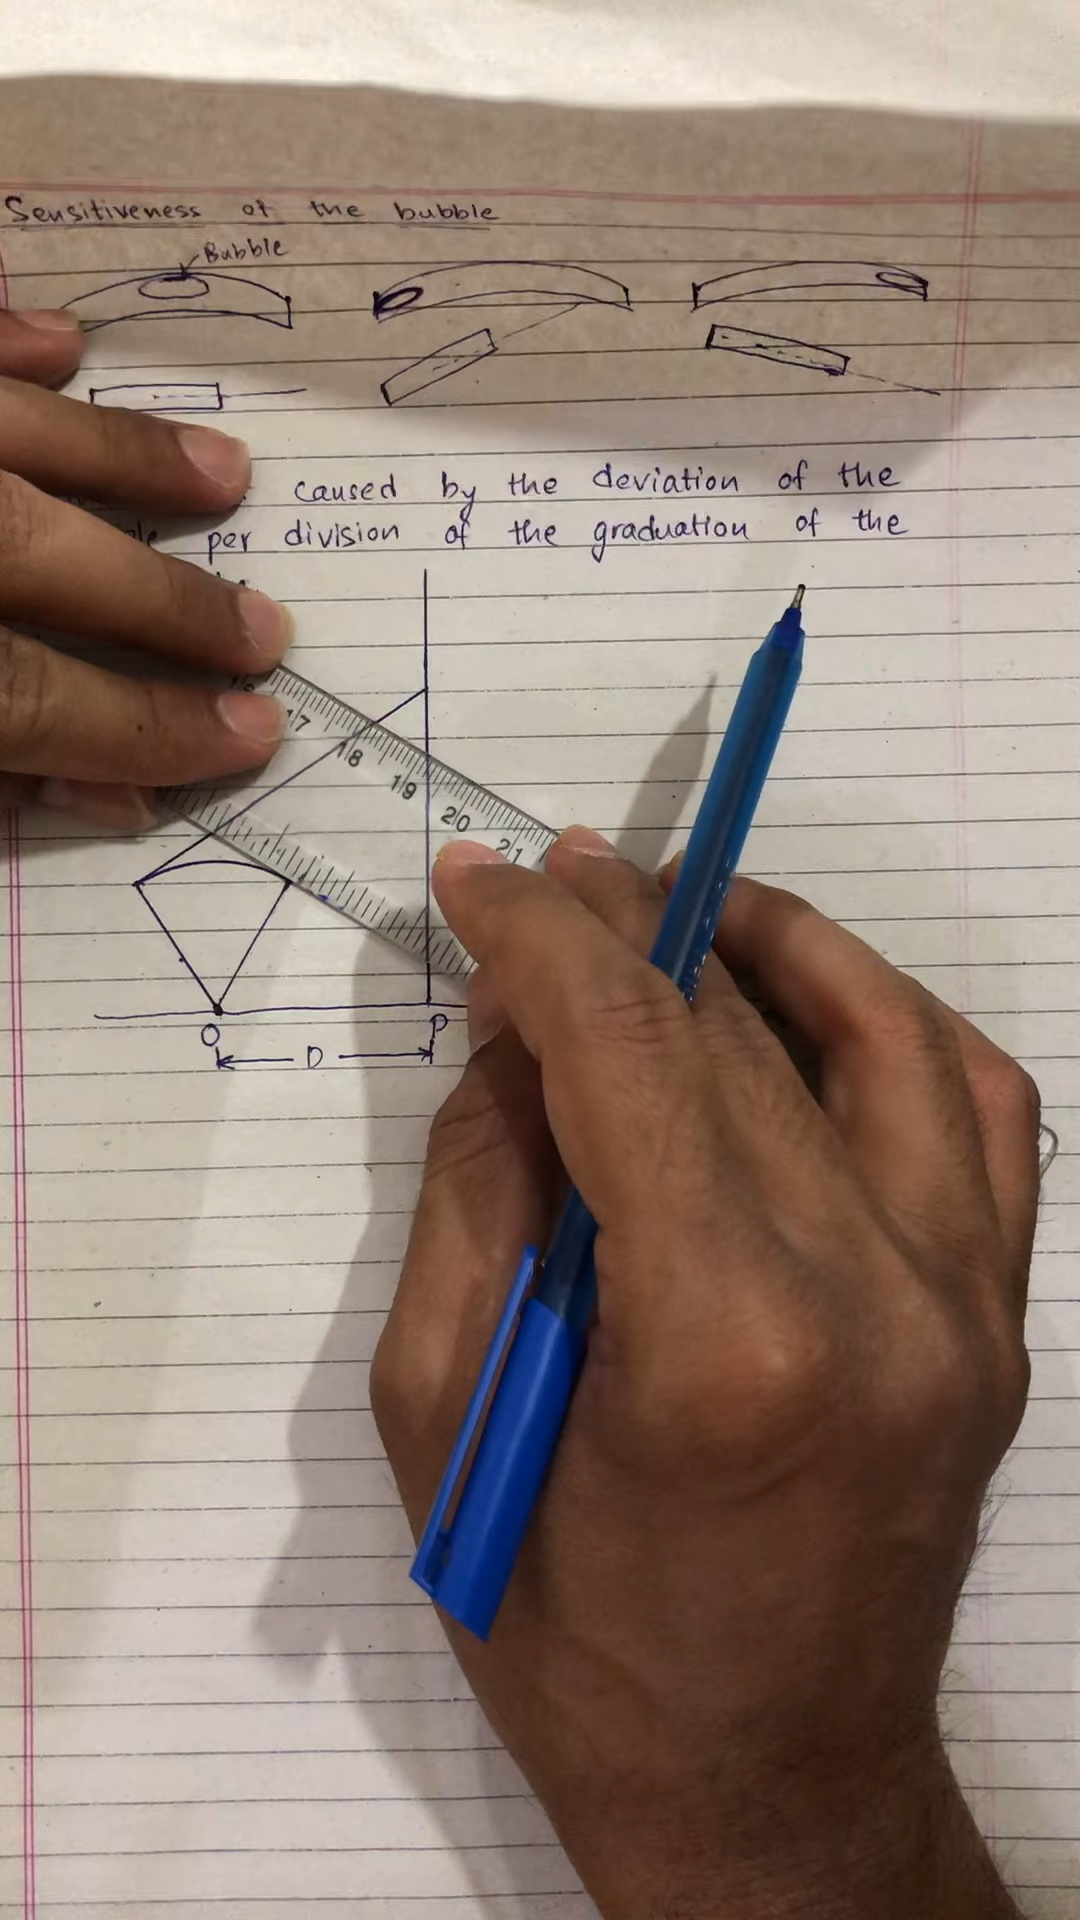 Sensitiveness of the bubble
Bubble
caused by the deviation of the
per division of the graduation of the
17 18 19 20 21
O P
D